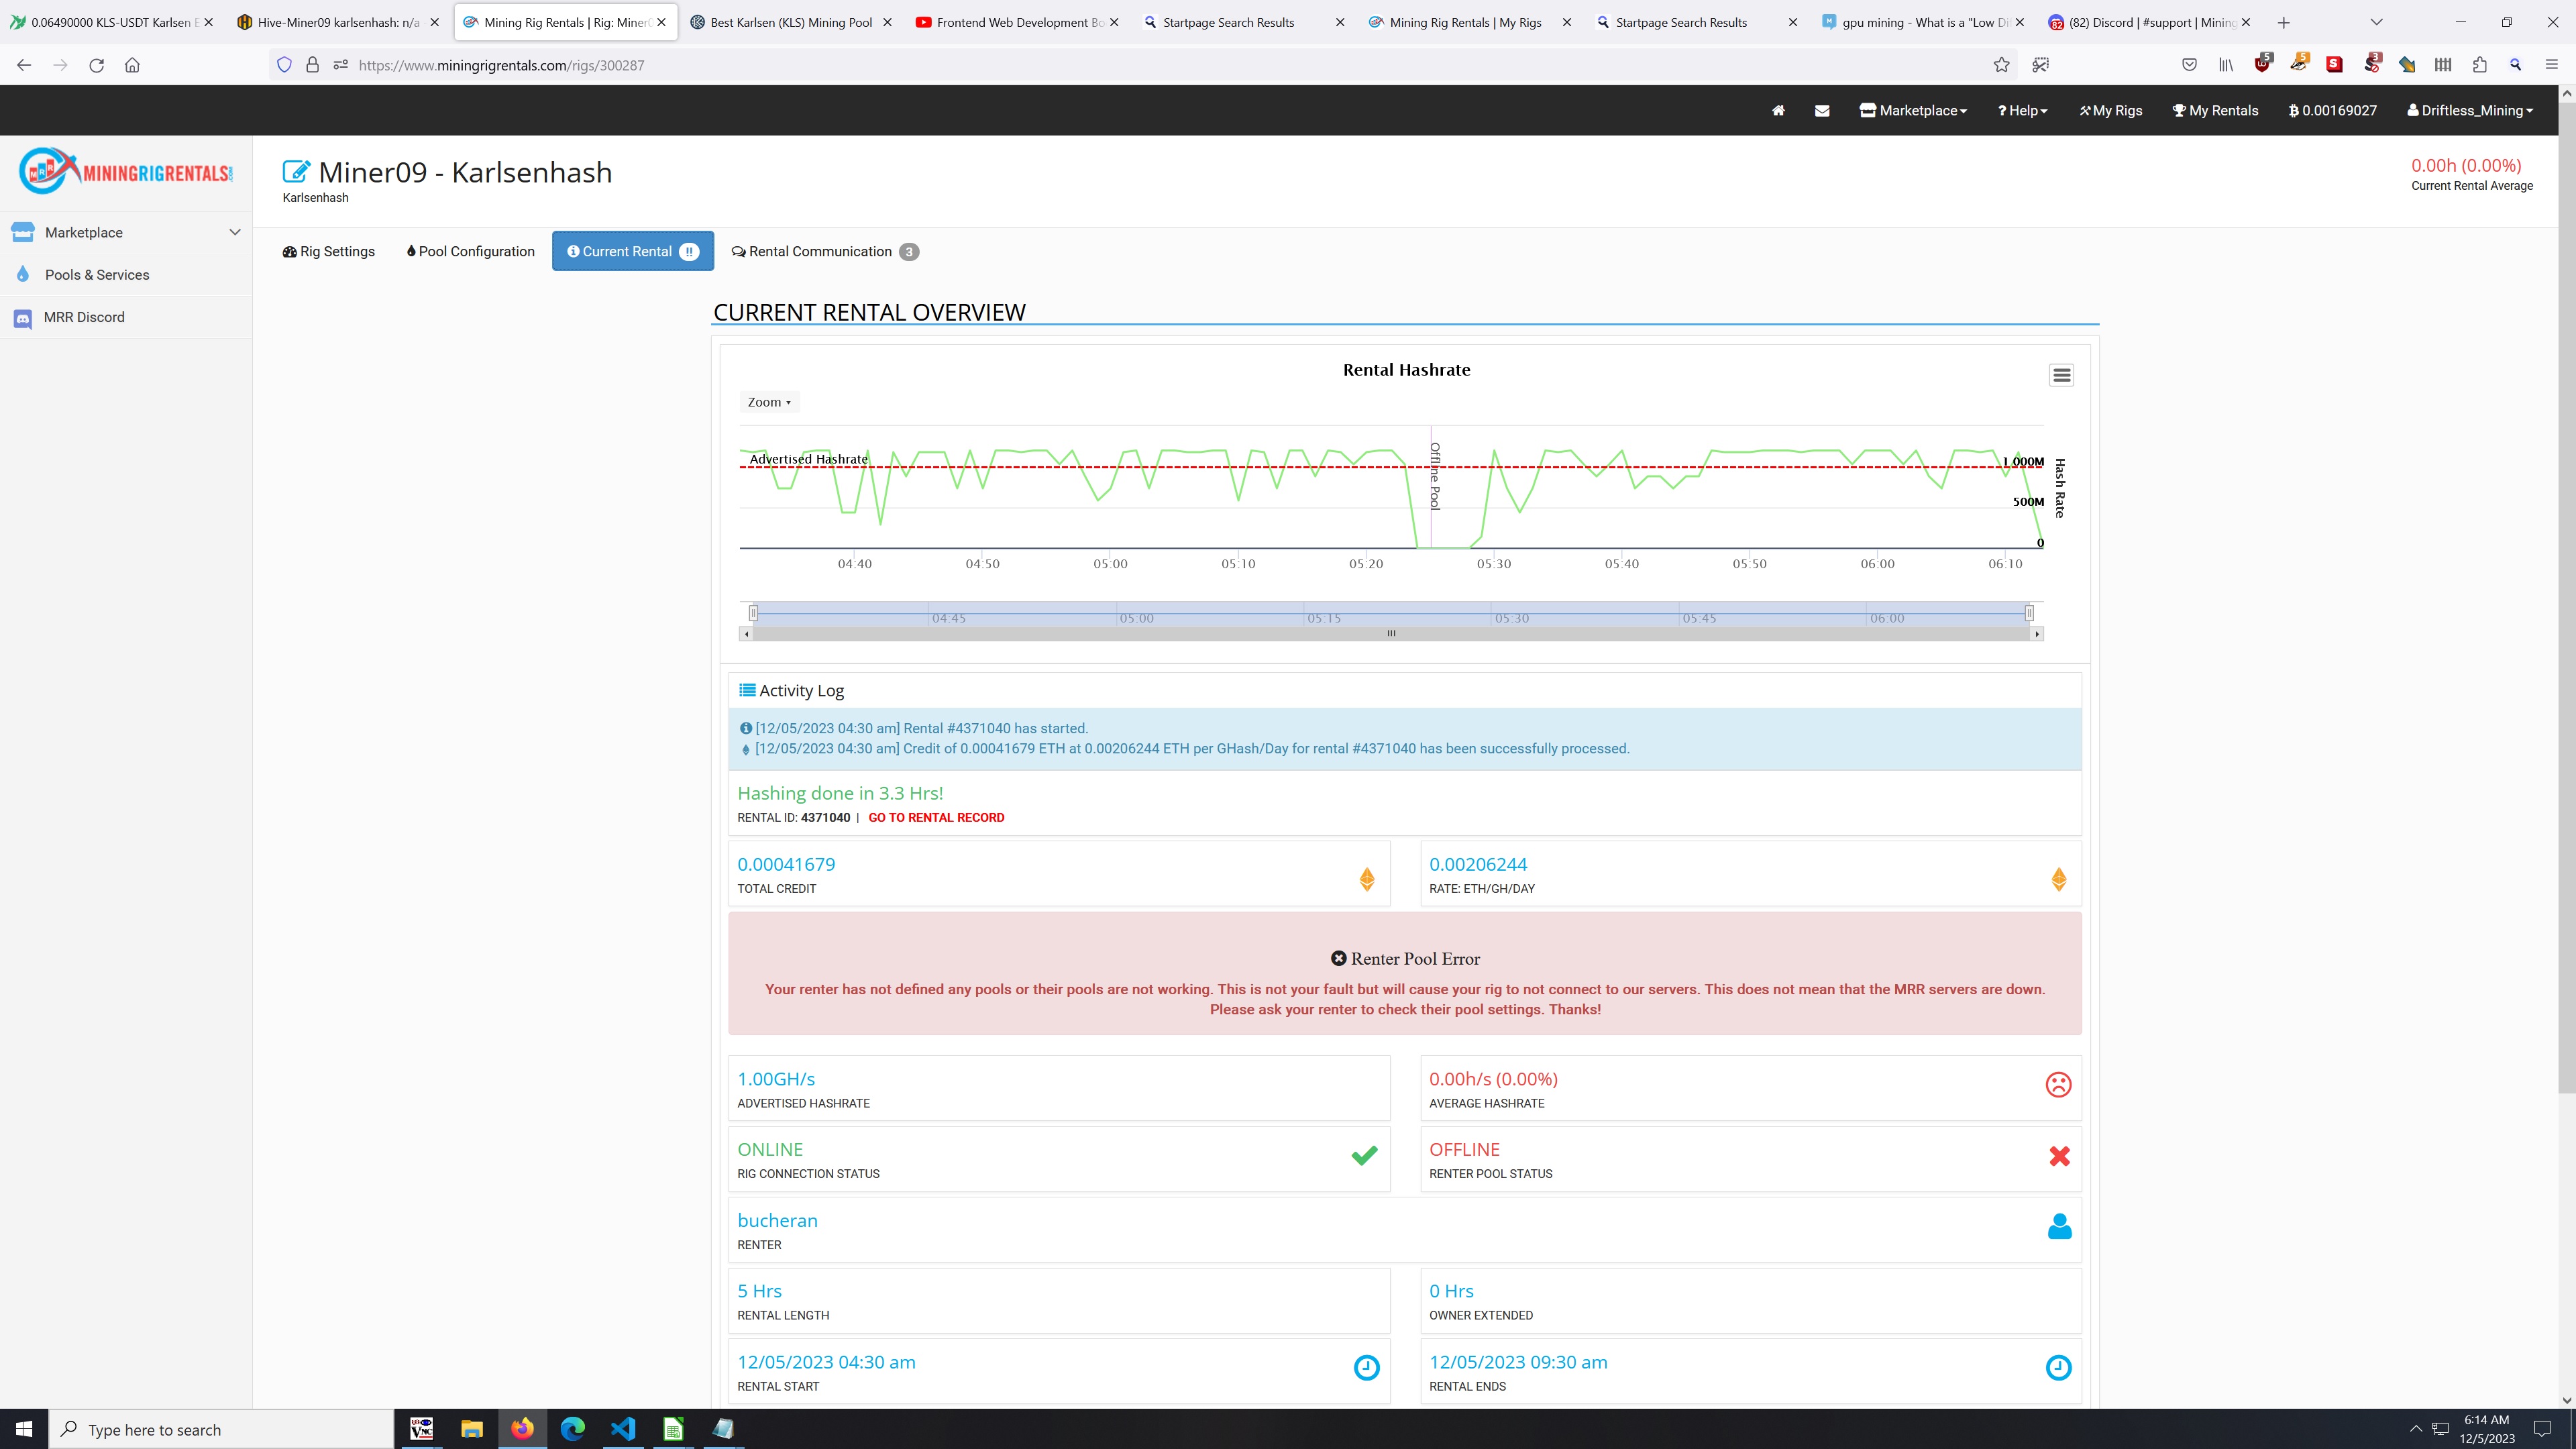 0.06490000 KLS-USDT Karlsen E
Hive-Miner09 karlsenhash: n/a
Mining Rig Rentals | Rig: Miner0
Best Karlsen (KLS) Mining Pool
Frontend Web Development Bo
Startpage Search Results
Mining Rig Rentals | My Rigs
Startpage Search Results
gpu mining - What is a "Low Dif
(82) Discord | #support | Mining
https://www.miningrigrentals.com/rigs/300287
5
5
3
Marketplace
? Help
My Rigs
My Rentals
0.00169027
Driftless_Mining
MRR
MININGRIGRENTALS.COM
Marketplace
Pools & Services
MRR Discord
Miner09 - Karlsenhash
Karlsenhash
0.00h (0.00%)
Current Rental Average
Rig Settings
Pool Configuration
Current Rental !!
Rental Communication 3
CURRENT RENTAL OVERVIEW
Rental Hashrate
Zoom
Advertised Hashrate
Offline Pool
1 000M
500M
0
Hash Rate
04:40 04:50 05:00 05:10 05:20 05:30 05:40 05:50 06:00 06:10
04:45 05:00 05:15 05:30 05:45 06:00
Activity Log
[12/05/2023 04:30 am] Rental #4371040 has started.
[12/05/2023 04:30 am] Credit of 0.00041679 ETH at 0.00206244 ETH per GHash/Day for rental #4371040 has been successfully processed.
Hashing done in 3.3 Hrs!
RENTAL ID: 4371040 | GO TO RENTAL RECORD
0.00041679
TOTAL CREDIT
0.00206244
RATE: ETH/GH/DAY
Renter Pool Error
Your renter has not defined any pools or their pools are not working. This is not your fault but will cause your rig to not connect to our servers. This does not mean that the MRR servers are down.
Please ask your renter to check their pool settings. Thanks!
1.00GH/s
ADVERTISED HASHRATE
0.00h/s (0.00%)
AVERAGE HASHRATE
ONLINE
RIG CONNECTION STATUS
OFFLINE
RENTER POOL STATUS
bucheran
RENTER
5 Hrs
RENTAL LENGTH
0 Hrs
OWNER EXTENDED
12/05/2023 04:30 am
RENTAL START
12/05/2023 09:30 am
RENTAL ENDS
Type here to search
VNC
6:14 AM
12/5/2023